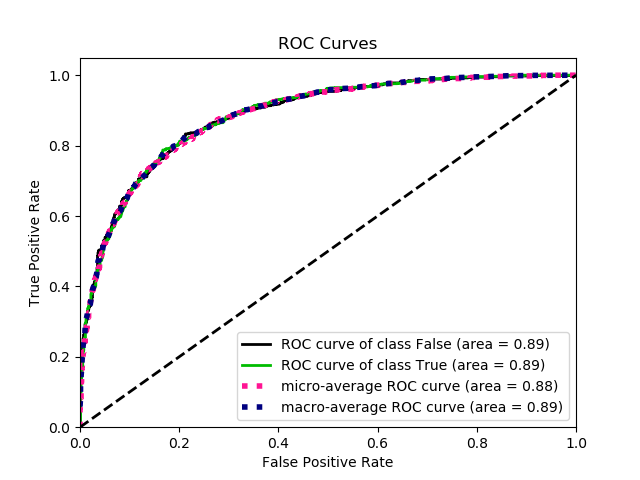 ROC Curves
True Positive Rate
1.0
0.8
0.6
0.4
0.2
0.0
ROC curve of class False (area = 0.89)
ROC curve of class True (area = 0.89)
micro-average ROC curve (area = 0.88)
macro-average ROC curve (area = 0.89)
0.0 0.2 0.4 0.6 0.8 1.0
False Positive Rate